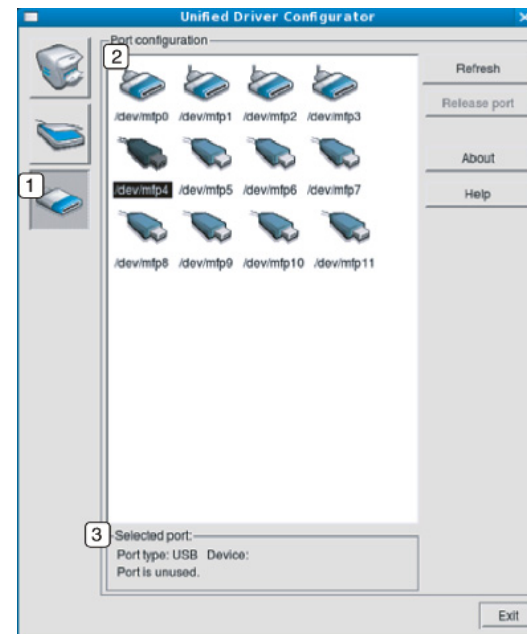 Unified Driver Configurator
Port configuration
2
/dev/mfp0 /dev/mfp1 /dev/mfp2 /dev/mfp3
/dev/mfp4 /dev/mfp5 /dev/mfp6 /dev/mfp7
/dev/mfp8 /dev/mfp9 /dev/mfp10 /dev/mfp11
Refresh
Release port
About
Help
1
3
Selected port:
Port type: USB Device:
Port is unused.
Exit